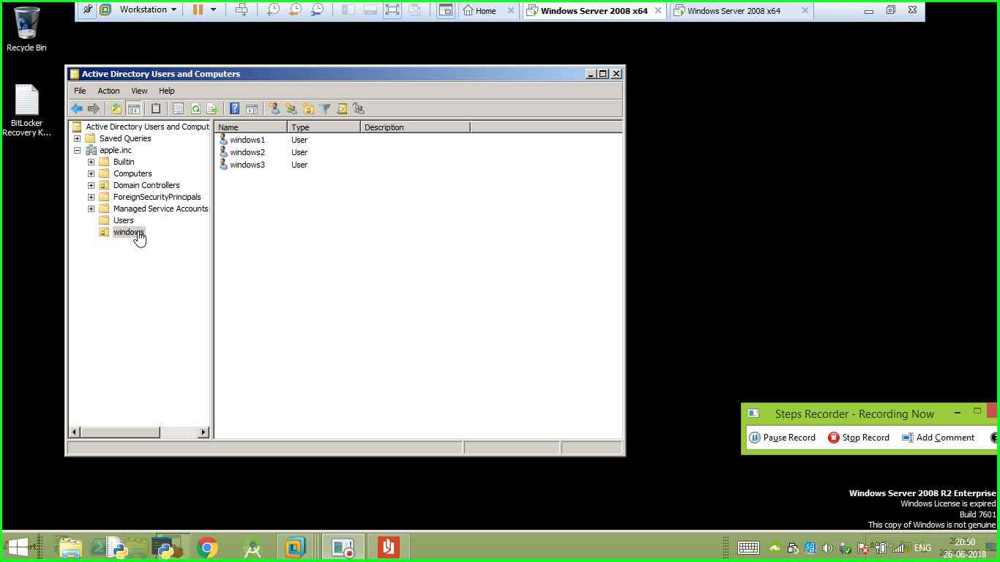 Workstation
Home
Windows Server 2008 x64
Windows Server 2008 x64
Recycle Bin
BitLocker
Recovery K...
Active Directory Users and Computers
File Action View Help
Active Directory Users and Comput
Saved Queries
apple.inc
Builtin
Computers
Domain Controllers
ForeignSecurityPrincipals
Managed Service Accounts
Users
windows
Name Type Description
windows1 User
windows2 User
windows3 User
Steps Recorder - Recording Now
Pause Record Stop Record Add Comment
Windows Server 2008 R2 Enterprise
Windows License is expired
Build 7601
This copy of Windows is not genuine
ENG
20:50
26-06-2018